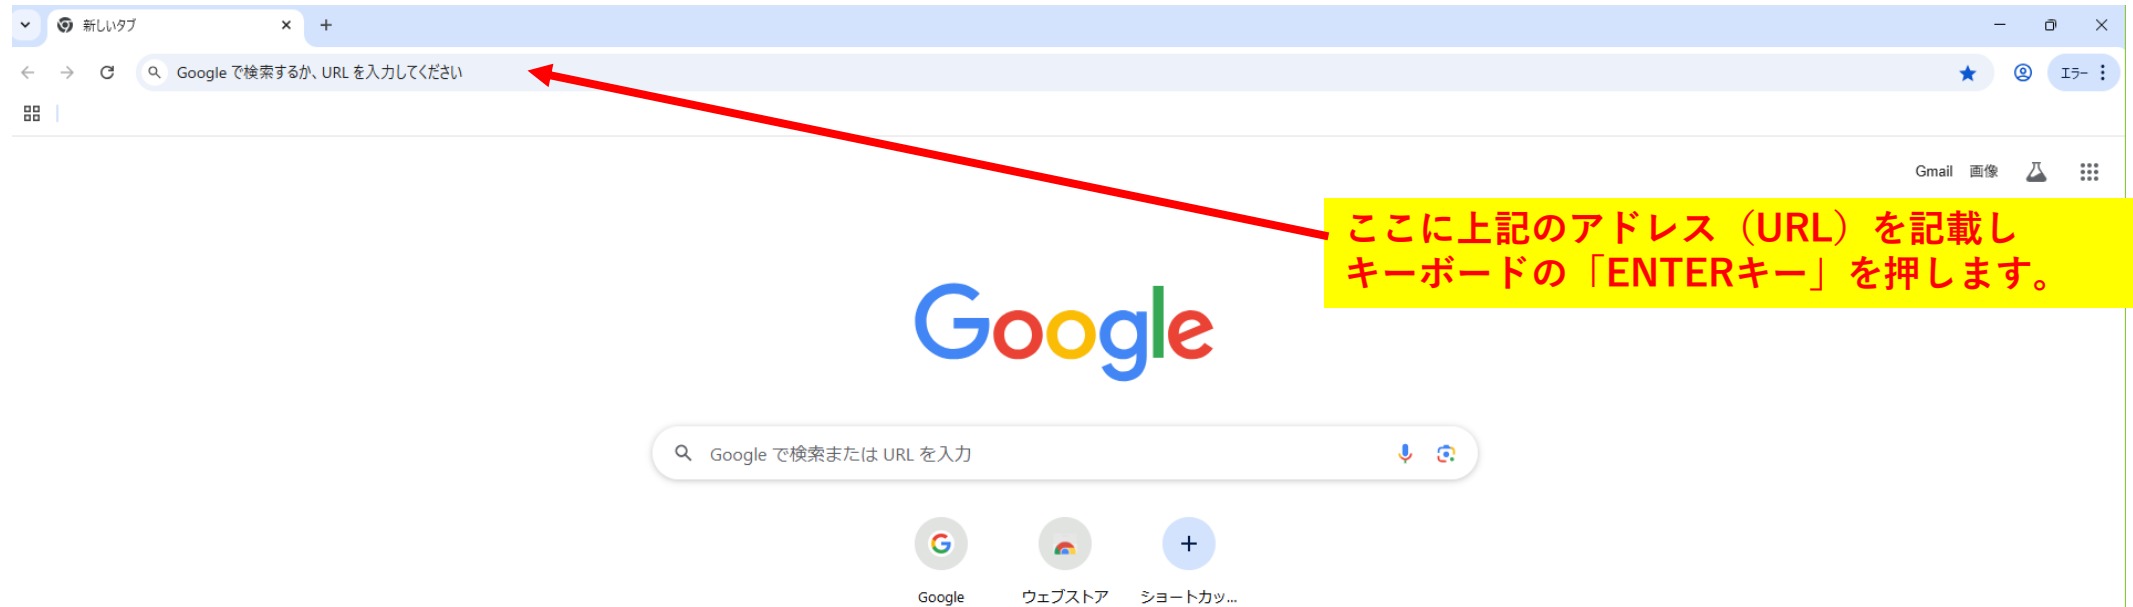 新しいタブ
Google で検索するか、URL を入力してください
エラー
Gmail 画像
ここに上記のアドレス（URL）を記載し
キーボードの「ENTERキー」を押します。
Google
Google で検索または URL を入力
Google ウェブストア ショートカッ...